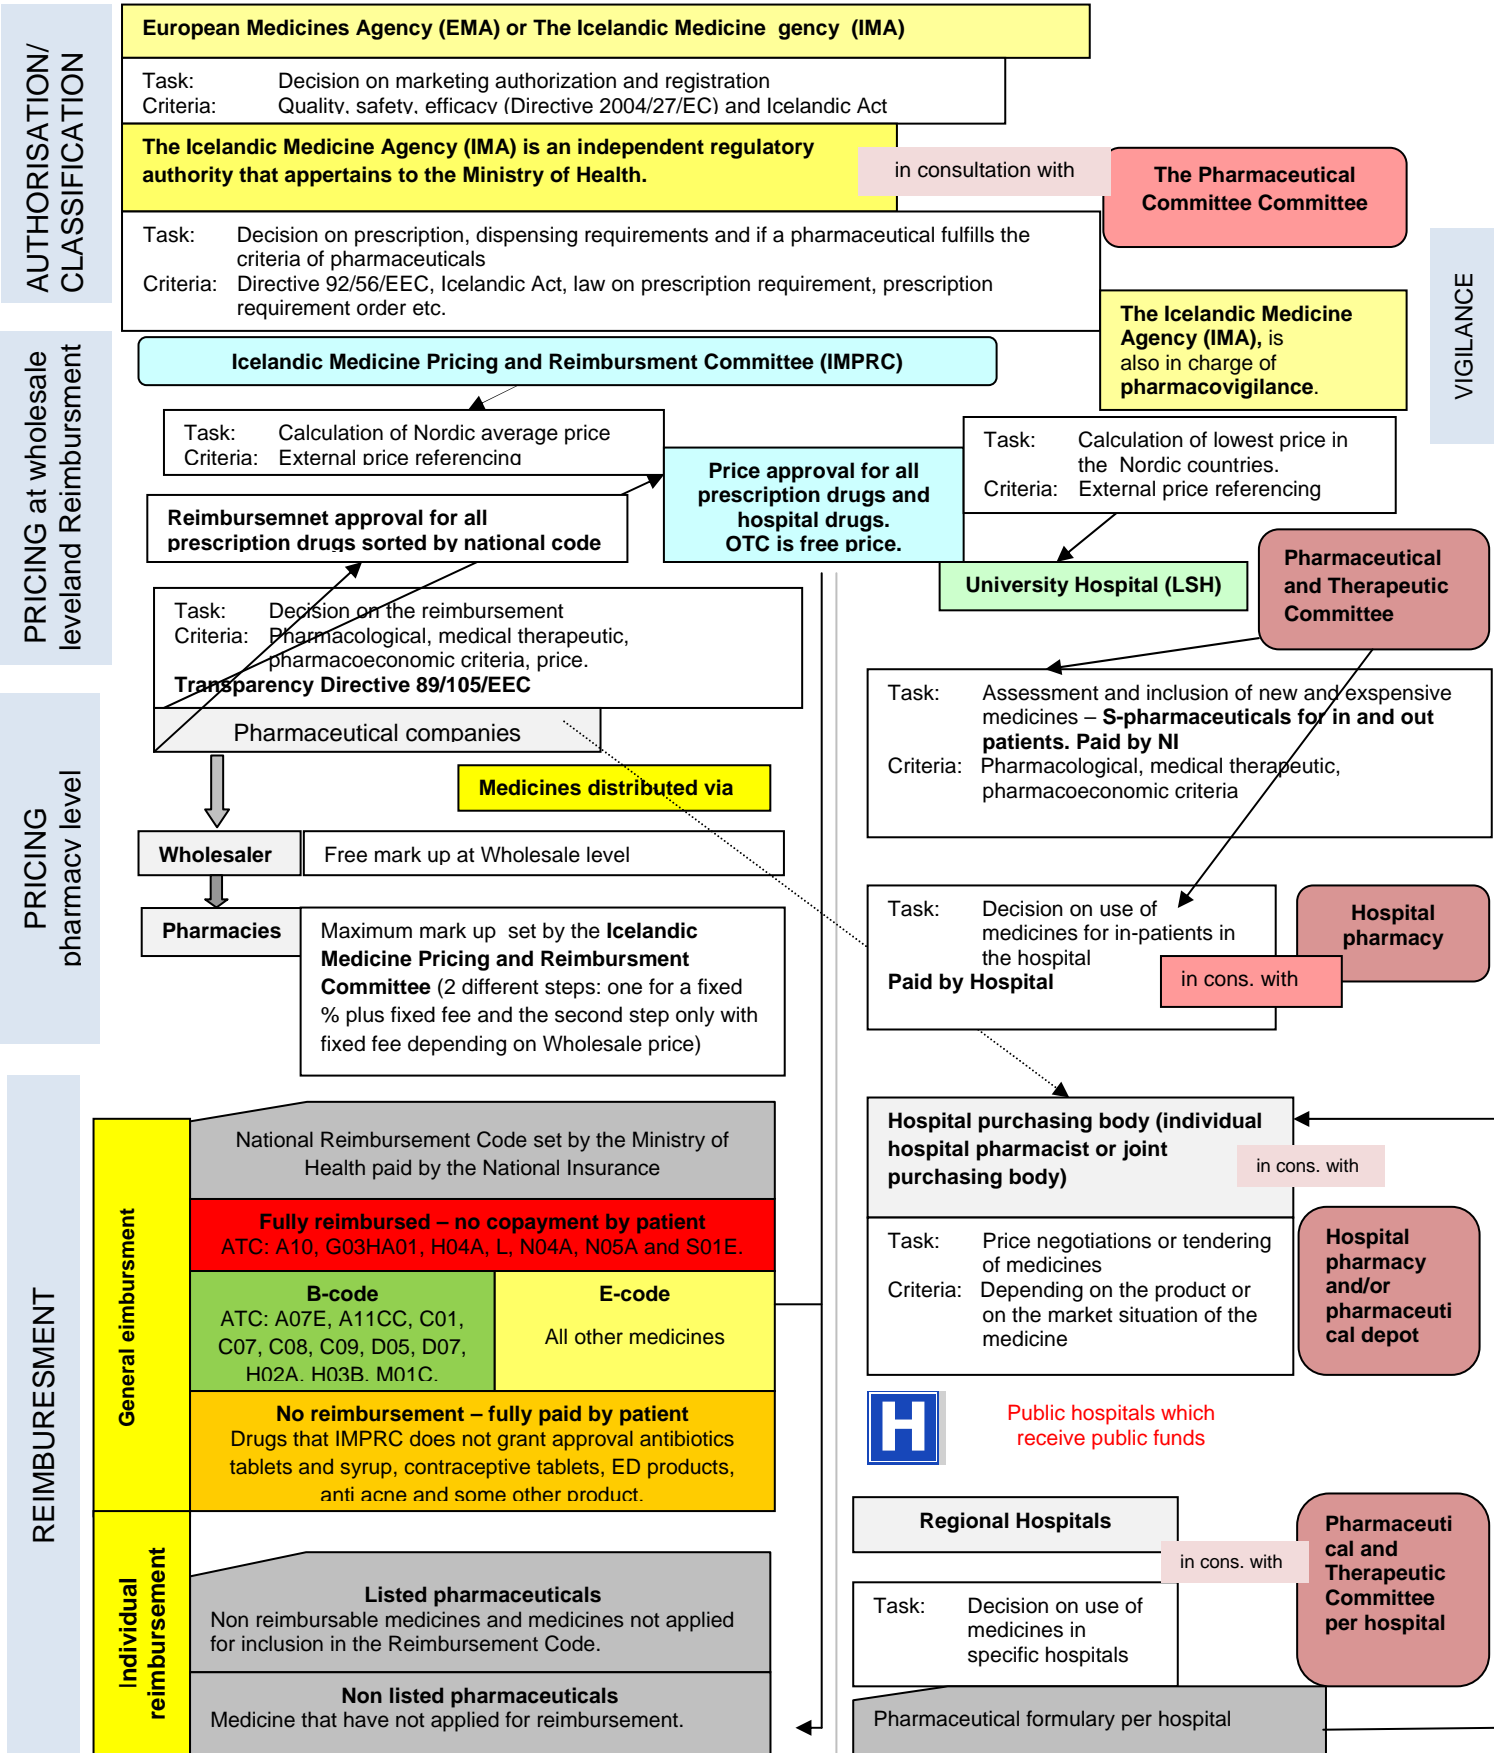 AUTHORISATION/
CLASSIFICATION
European Medicines Agency (EMA) or The Icelandic Medicine  gency  (IMA)
Task: Decision on marketing authorization and registration
Criteria: Quality, safety, efficacy (Directive 2004/27/EC) and Icelandic Act
The Icelandic Medicine Agency (IMA) is an independent regulatory
authority that appertains to the Ministry of Health.
in consultation with
The Pharmaceutical
Committee Committee
Task: Decision on prescription, dispensing requirements and if a pharmaceutical fulfills the
criteria of pharmaceuticals
Criteria: Directive 92/56/EEC, Icelandic Act, law on prescription requirement, prescription
requirement order etc.
VIGILANCE
The Icelandic Medicine
Agency (IMA), is
also in charge of
pharmacovigilance.
PRICING at wholesale
leveland Reimbursment
Icelandic Medicine Pricing and Reimbursment Committee (IMPRC)
Task: Calculation of Nordic average price
Criteria: External price referencing
Reimbursemnet approval for all
prescription drugs sorted by national code
Price approval for all
prescription drugs and
hospital drugs.
OTC is free price.
Task: Calculation of lowest price in
the  Nordic countries.
Criteria: External price referencing
University Hospital (LSH)
Pharmaceutical
and Therapeutic
Committee
Task: Decision on the reimbursement
Criteria: Pharmacological, medical therapeutic,
pharmacoeconomic criteria, price.
Transparency Directive 89/105/EEC
Pharmaceutical companies
Task: Assessment and inclusion of new and exspensive
medicines – S-pharmaceuticals for in and out
patients. Paid by NI
Criteria: Pharmacological, medical therapeutic,
pharmacoeconomic criteria
PRICING
pharmacy level
Medicines distributed via
Wholesaler
Free mark up at Wholesale level
Pharmacies
Maximum mark up  set by the Icelandic
Medicine Pricing and Reimbursment
Committee (2 different steps: one for a fixed
% plus fixed fee and the second step only with
fixed fee depending on Wholesale price)
Task: Decision on use of
medicines for in-patients in
the hospital
Paid by Hospital
in cons. with
Hospital
pharmacy
REIMBURESMENT
General eimbursment
National Reimbursement Code set by the Ministry of
Health paid by the National Insurance
Fully reimbursed – no copayment by patient
ATC: A10, G03HA01, H04A, L, N04A, N05A and S01E.
B-code
ATC: A07E, A11CC, C01,
C07, C08, C09, D05, D07,
H02A, H03B, M01C.
E-code
All other medicines
No reimbursement – fully paid by patient
Drugs that IMPRC does not grant approval antibiotics
tablets and syrup, contraceptive tablets, ED products,
anti acne and some other product.
Individual
reimbursement
Listed pharmaceuticals
Non reimbursable medicines and medicines not applied
for inclusion in the Reimbursement Code.
Non listed pharmaceuticals
Medicine that have not applied for reimbursement.
Hospital purchasing body (individual
hospital pharmacist or joint
purchasing body)
in cons. with
Task: Price negotiations or tendering
of medicines
Criteria: Depending on the product or
on the market situation of the
medicine
Hospital
pharmacy
and/or
pharmaceuti
cal depot
H
Public hospitals which
receive public funds
Regional Hospitals
in cons. with
Task: Decision on use of
medicines in
specific hospitals
Pharmaceuti
cal and
Therapeutic
Committee
per hospital
Pharmaceutical formulary per hospital